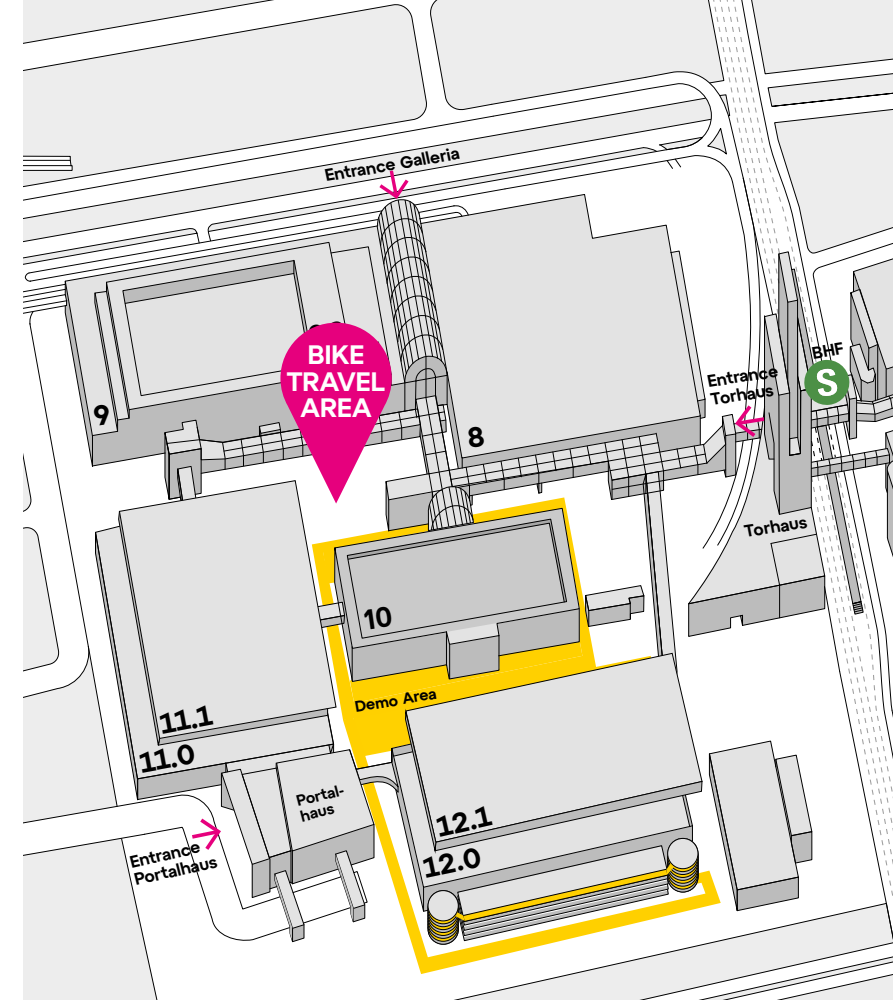 Entrance Galleria
BIKE
TRAVEL
AREA
BHF
S
Entrance
Torhaus
9
8
Torhaus
10
Demo Area
11.1
11.0
Portal-
haus
12.1
12.0
Entrance
Portalhaus